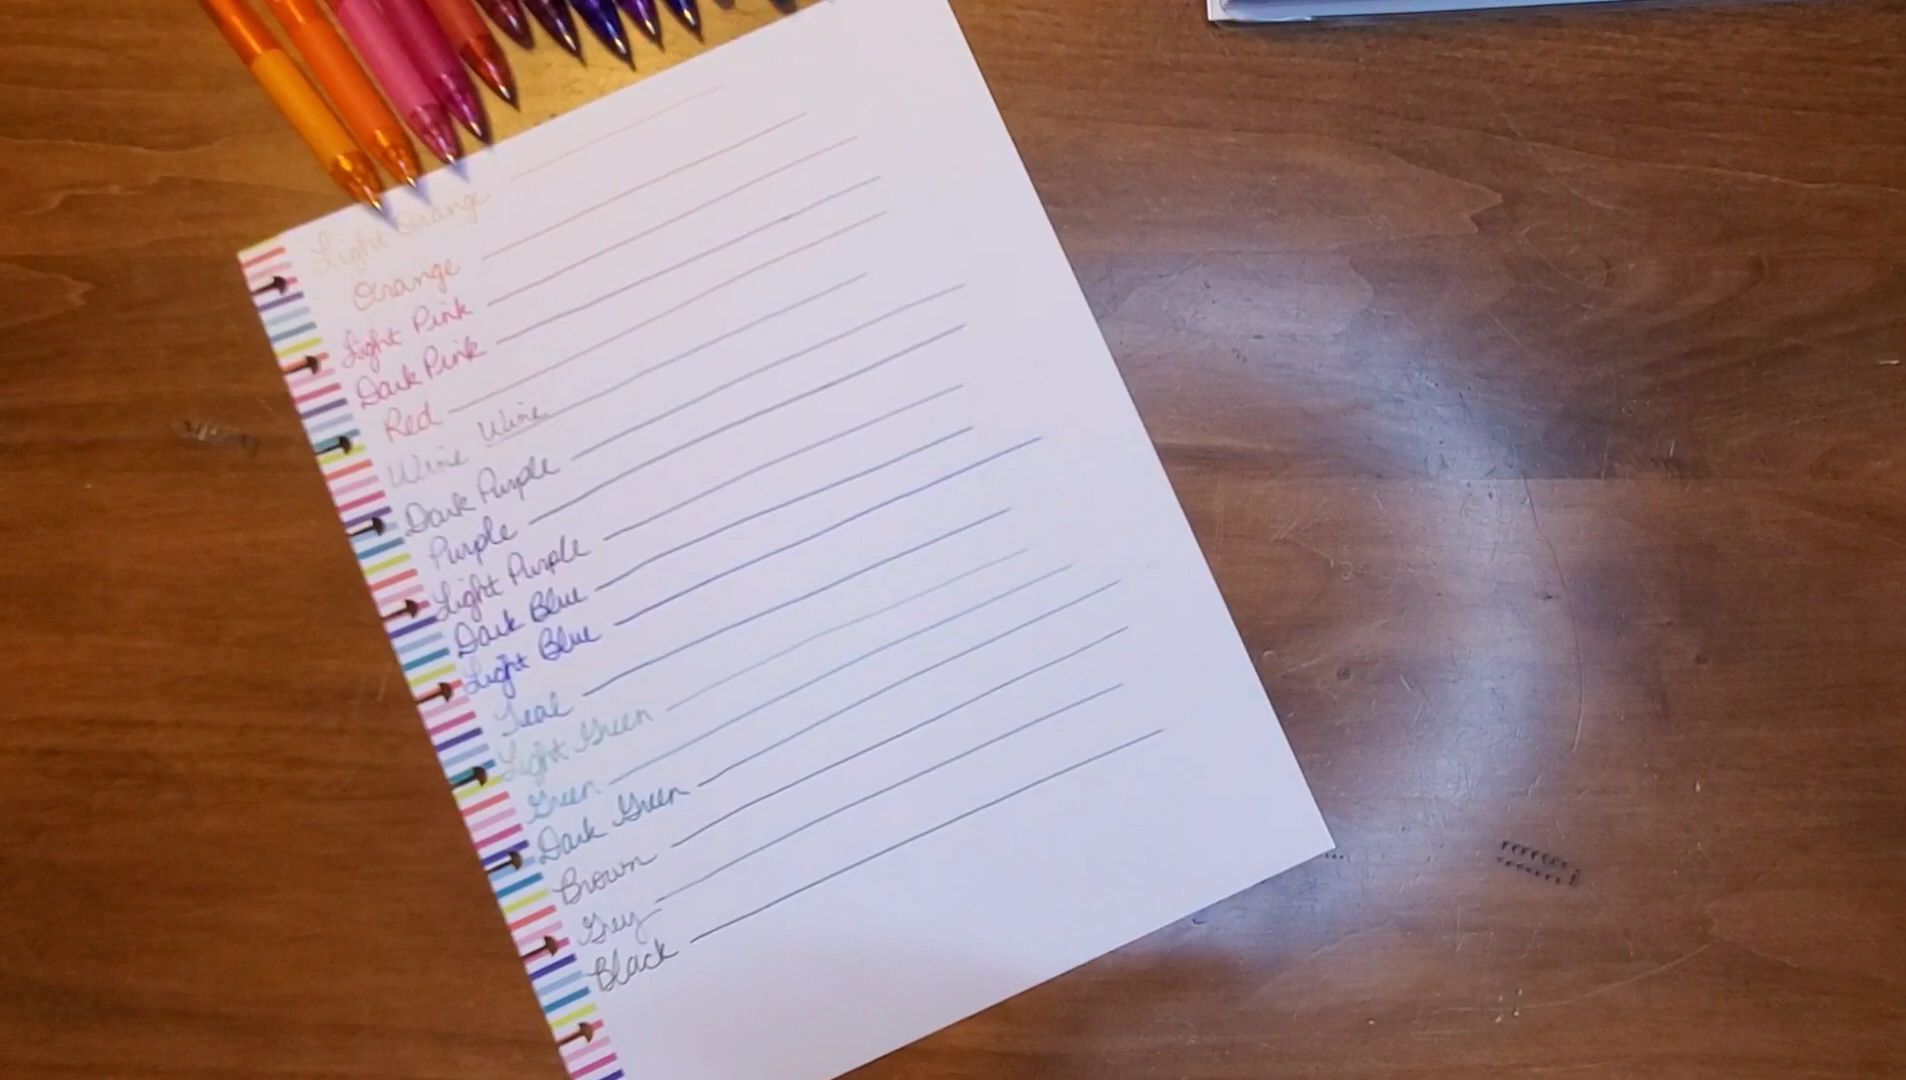 Light Orange
Orange
Light Pink
Dark Pink
Red
Wine Wine
Dark Purple
Purple
Light Purple
Dark Blue
Light Blue
Teal
Light Green
Green
Dark Green
Brown
Grey
Black